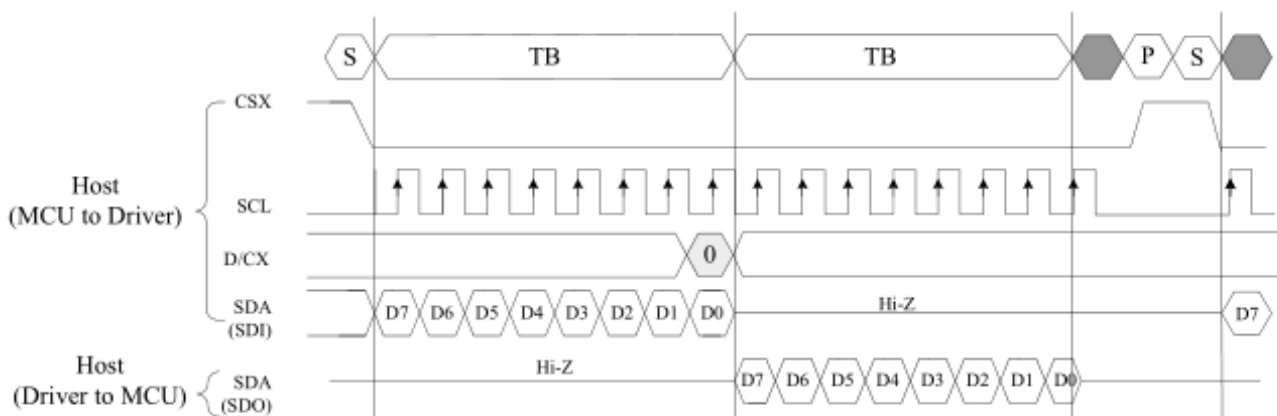 S TB TB P S
CSX
Host
(MCU to Driver)
SCL
D/CX 0
SDA
(SDI)
D7 D6 D5 D4 D3 D2 D1 D0 Hi-Z D7
Host
(Driver to MCU)
SDA
(SDO)
Hi-Z D7 D6 D5 D4 D3 D2 D1 D0